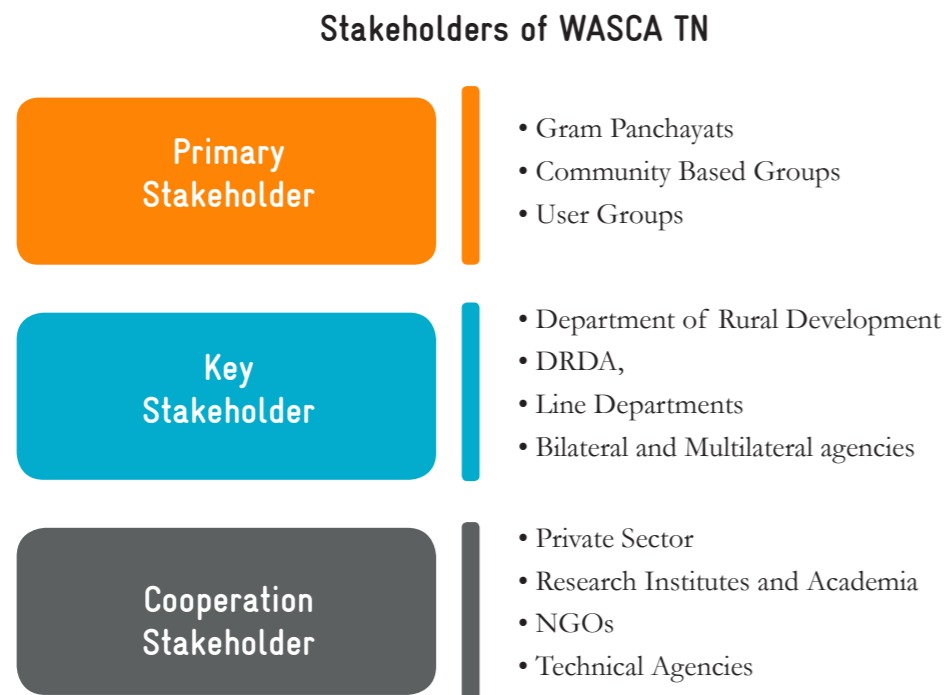 Stakeholders of WASCA TN
Primary
Stakeholder
• Gram Panchayats
• Community Based Groups
• User Groups
Key
Stakeholder
• Department of Rural Development
• DRDA,
• Line Departments
• Bilateral and Multilateral agencies
Cooperation
Stakeholder
• Private Sector
• Research Institutes and Academia
• NGOs
• Technical Agencies